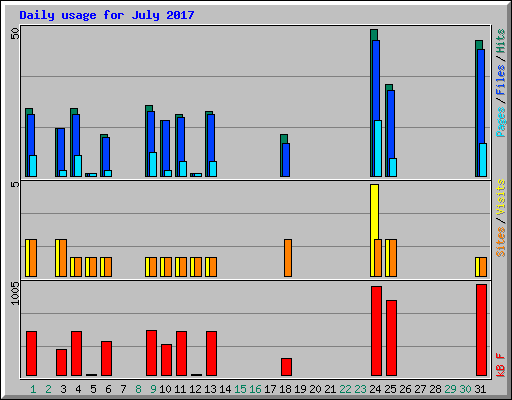 Daily usage for July 2017
50
Pages / Files / Hits
5
Sites / Visits
1005
kB F
1 2 3 4 5 6 7 8 9 10 11 12 13 14 15 16 17 18 19 20 21 22 23 24 25 26 27 28 29 30 31